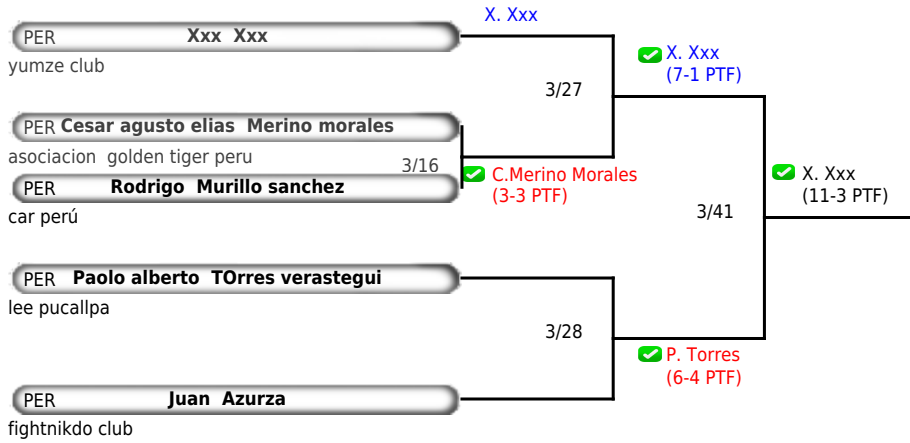 X. Xxx
PER Xxx Xxx
yumze club
X. Xxx
(7-1 PTF)
3/27
PER Cesar agusto elias Merino morales
asociacion golden tiger peru
3/16
C.Merino Morales
(3-3 PTF)
PER Rodrigo Murillo sanchez
car perú
X. Xxx
(11-3 PTF)
3/41
PER Paolo alberto TOrres verastegui
lee pucallpa
3/28
P. Torres
(6-4 PTF)
PER Juan Azurza
fightnikdo club